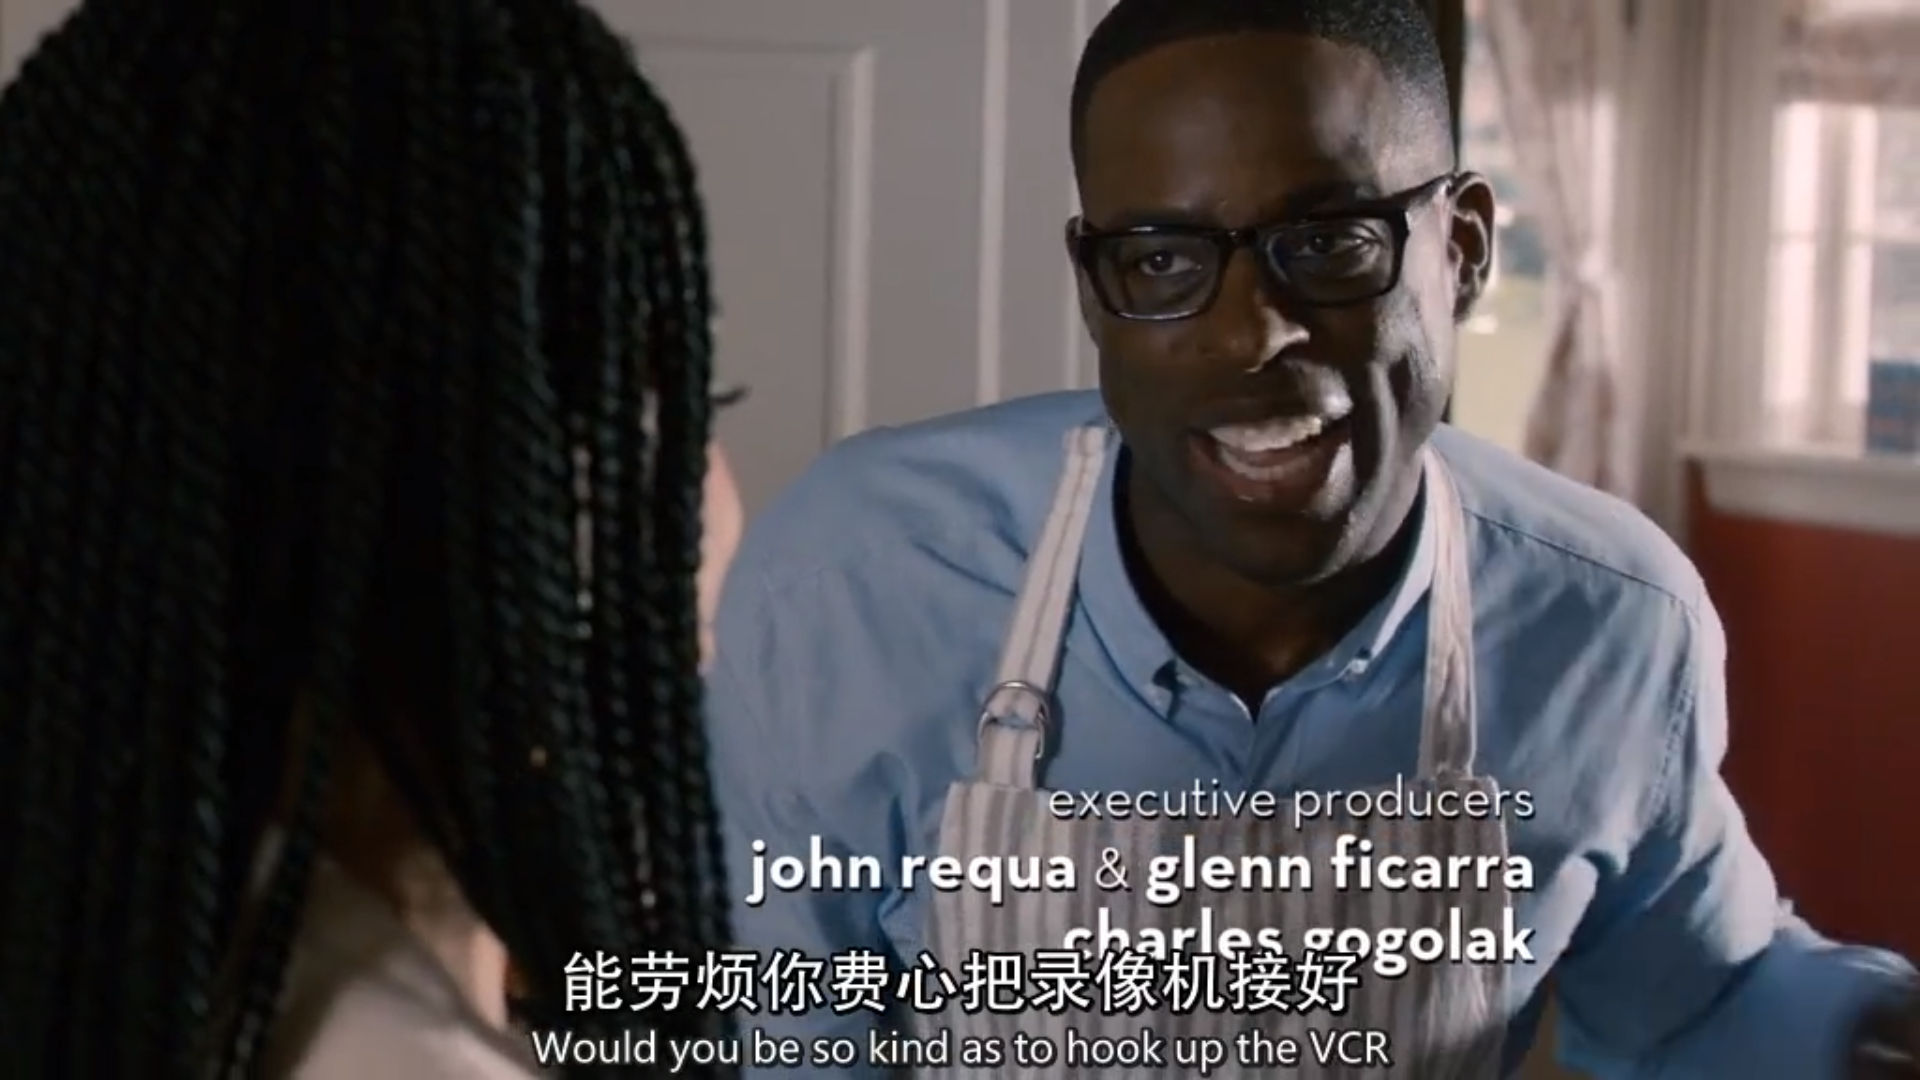 executive producers
john requa & glenn ficarra
charles gogolak
能劳烦你费心把录像机接好
Would you be so kind as to hook up the VCR